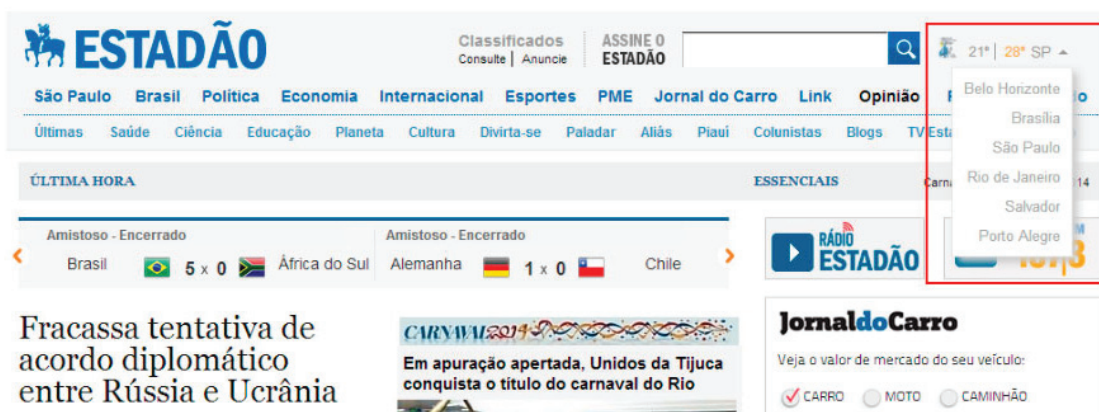 ESTADÃO
Classificados
Consulte | Anuncie
ASSINE O
ESTADÃO
21° | 28° SP
São Paulo Brasil Política Economia Internacional Esportes PME Jornal do Carro Link Opinião
Últimas Saúde Ciência Educação Planeta Cultura Divirta-se Paladar Aliás Piauí Colunistas Blogs
Belo Horizonte
Brasília
São Paulo
Rio de Janeiro
Salvador
Porto Alegre
ÚLTIMA HORA
ESSENCIAIS
Amistoso - Encerrado
Brasil 5 x 0 África do Sul
Amistoso - Encerrado
Alemanha 1 x 0 Chile
RÁDIO
ESTADÃO
Fracassa tentativa de
acordo diplomático
entre Rússia e Ucrânia
CARNAVAL2014
Em apuração apertada, Unidos da Tijuca
conquista o título do carnaval do Rio
JornaldoCarro
Veja o valor de mercado do seu veículo:
CARRO MOTO CAMINHÃO